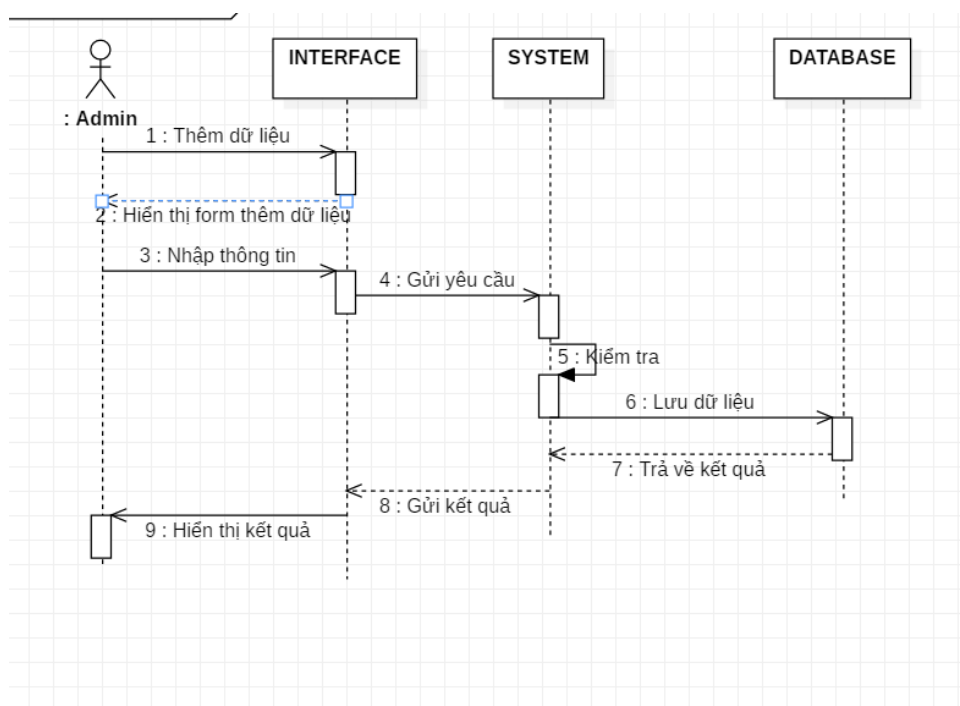 INTERFACE
SYSTEM
DATABASE
: Admin
1 : Thêm dữ liệu
2 : Hiển thị form thêm dữ liệu
3 : Nhập thông tin
4 : Gửi yêu cầu
5 : Kiểm tra
6 : Lưu dữ liệu
7 : Trả về kết quả
8 : Gửi kết quả
9 : Hiển thị kết quả